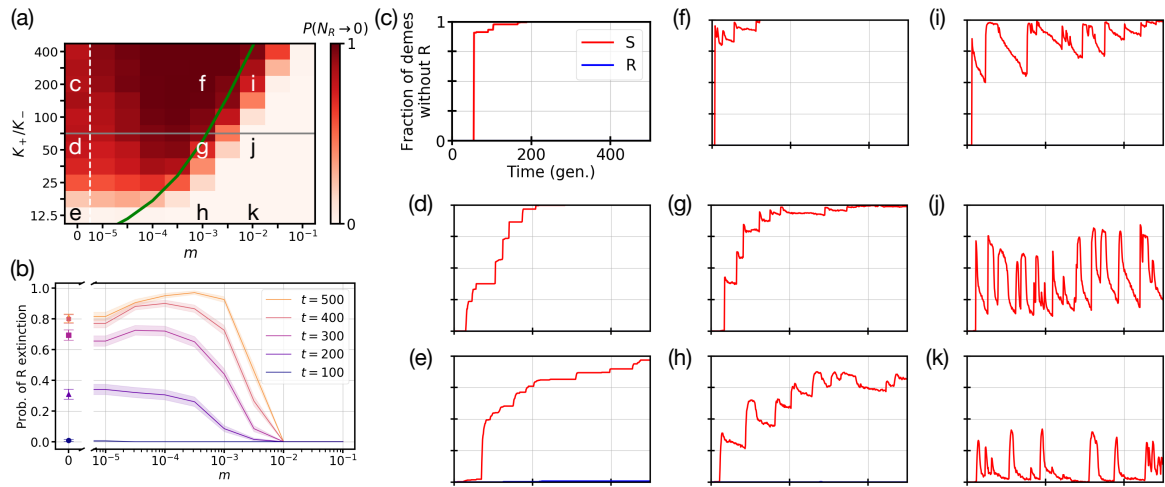 (a)
P(N_R → 0)
K_+/K_-
400
200
100
50
25
12.5
c
f
i
d
g
j
e
h
k
0
10^-5
10^-4
10^-3
10^-2
10^-1
m
1
0
(b)
Prob. of R extinction
1.0
0.8
0.6
0.4
0.2
0.0
t = 500
t = 400
t = 300
t = 200
t = 100
0
10^-5
10^-4
10^-3
10^-2
10^-1
m
(c)
Fraction of demes
without R
1
0
S
R
0
200
400
Time (gen.)
(f)
(i)
(d)
(g)
(j)
(e)
(h)
(k)